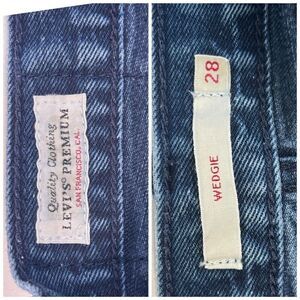 Quality Clothing
LEVI'S® PREMIUM
SAN FRANCISCO, CAL
28
WEDGIE